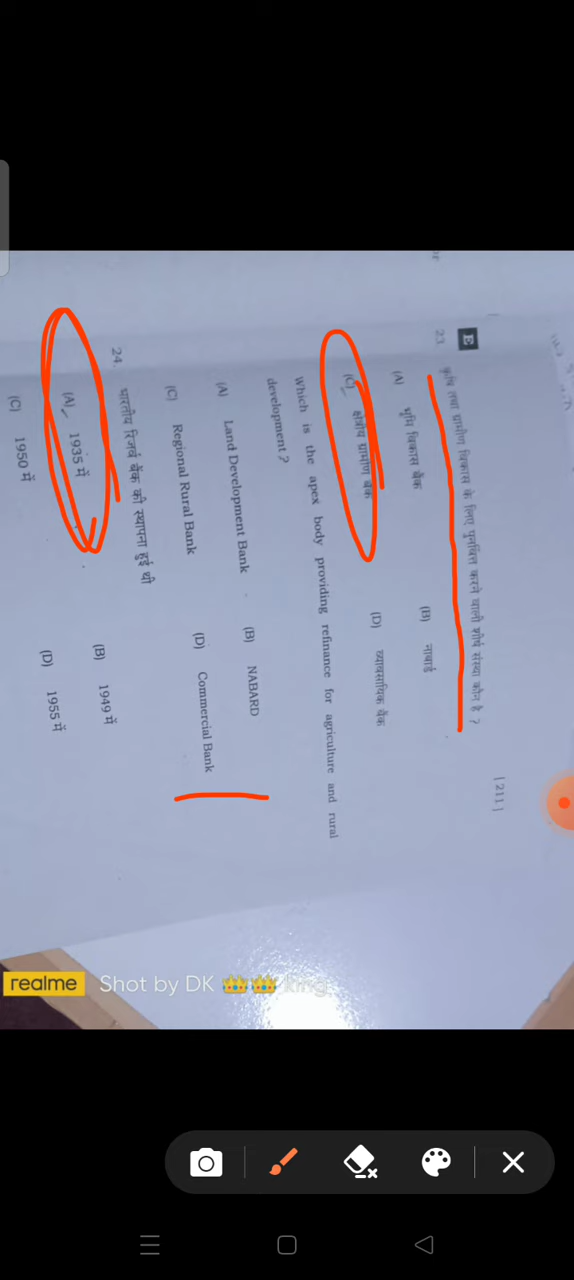 E
[211]
23. कृषि तथा ग्रामीण विकास के लिए पुनर्वित्त करने वाली शीर्ष संस्था कौन है ?
(A) भूमि विकास बैंक (B) नाबार्ड
(C) क्षेत्रीय ग्रामीण बैंक (D) व्यावसायिक बैंक
Which is the apex body providing refinance for agriculture and rural
development ?
(A) Land Development Bank (B) NABARD
(C) Regional Rural Bank (D) Commercial Bank
24. भारतीय रिजर्व बैंक की स्थापना हुई थी
(A) 1935 में (B) 1949 में
(C) 1950 में (D) 1955 में
realme Shot by DK 👑👑 king